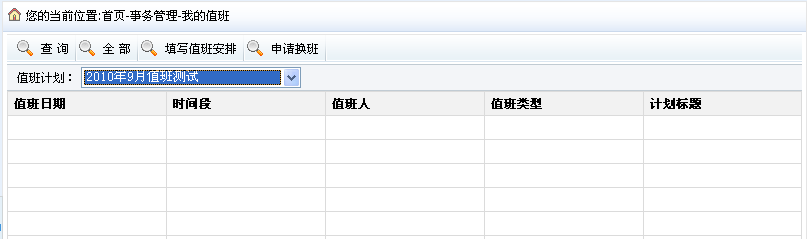 您的当前位置:首页-事务管理-我的值班
查 询 全 部 填写值班安排 申请换班
值班计划： 2010年9月值班测试
值班日期 时间段 值班人 值班类型 计划标题